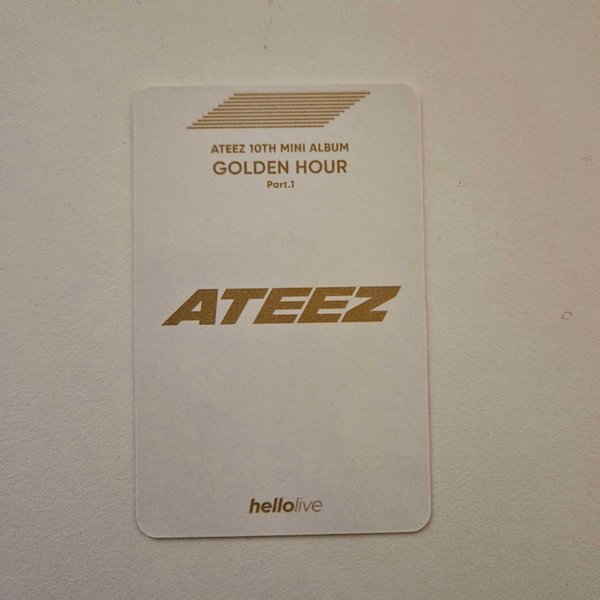 ATEEZ 10TH MINI ALBUM
GOLDEN HOUR
Part.1
ATEEZ
hellolive